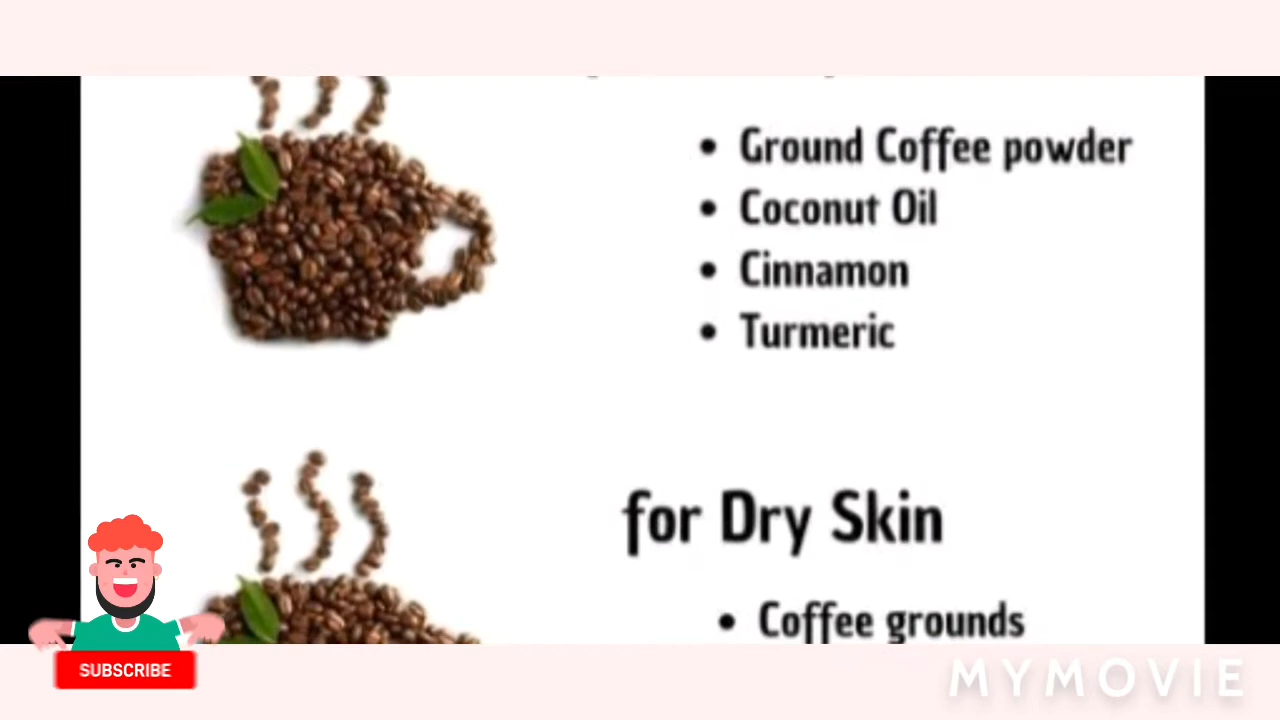 • Ground Coffee powder
• Coconut Oil
• Cinnamon
• Turmeric
for Dry Skin
• Coffee grounds
SUBSCRIBE
MYMOVIE